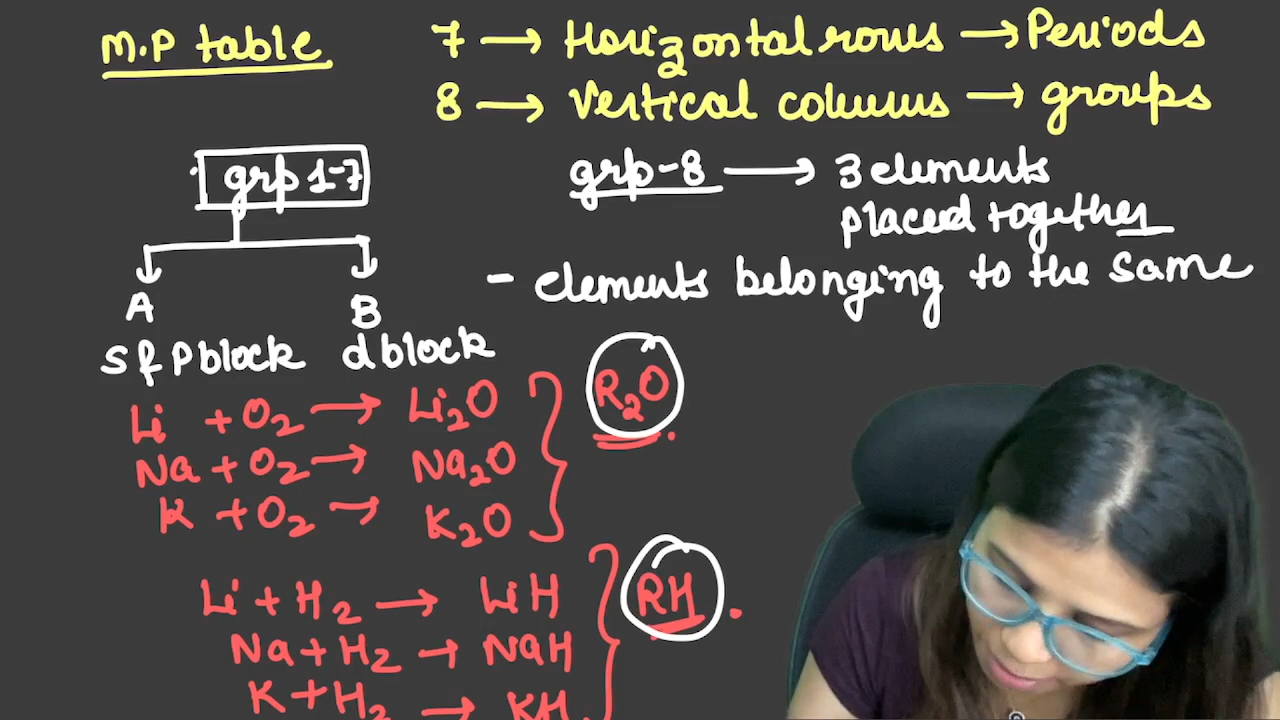 M.P table
7 → Horizontal rows → Periods
8 → Vertical columns → groups
grp 1-7
A
B
s & p block
d block
grp-8 → 3 elements
placed together
- elements belonging to the same
Li + O2 → Li2O
Na + O2 → Na2O
K + O2 → K2O
R2O
Li + H2 → LiH
Na + H2 → NaH
K + H2 → KH
RH